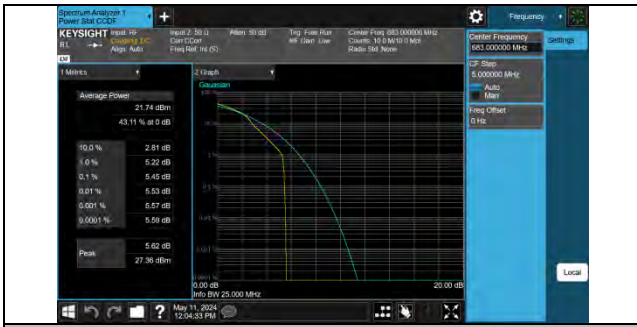 Spectrum Analyzer 1
Power Stat CCDF
Frequency
KEYSIGHT
Input: RF
Coupling: DC
Align: Auto
Input Z: 50 Ω
Corr CCorr
Freq Ref: Int (S)
Atten: 50 dB
Trig: Free Run
Center Freq: 683.000000 MHz
Counts: 10.0 M/10.0 Mpt
Radio Std: None
Center Frequency
683.000000 MHz
Settings
CF Step
5.000000 MHz
Auto
Man
Freq Offset
0 Hz
1 Metrics
2 Graph
Gaussian
Average Power
21.74 dBm
43.11 % at 0 dB
10.0 % 2.81 dB
1.0 % 5.22 dB
0.1 % 5.45 dB
0.01 % 5.53 dB
0.001 % 5.57 dB
0.0001 % 5.59 dB
Peak 5.62 dB
27.36 dBm
0.00 dB 20.00 dB
Info BW 25.000 MHz
Local
May 11, 2024
12:04:33 PM